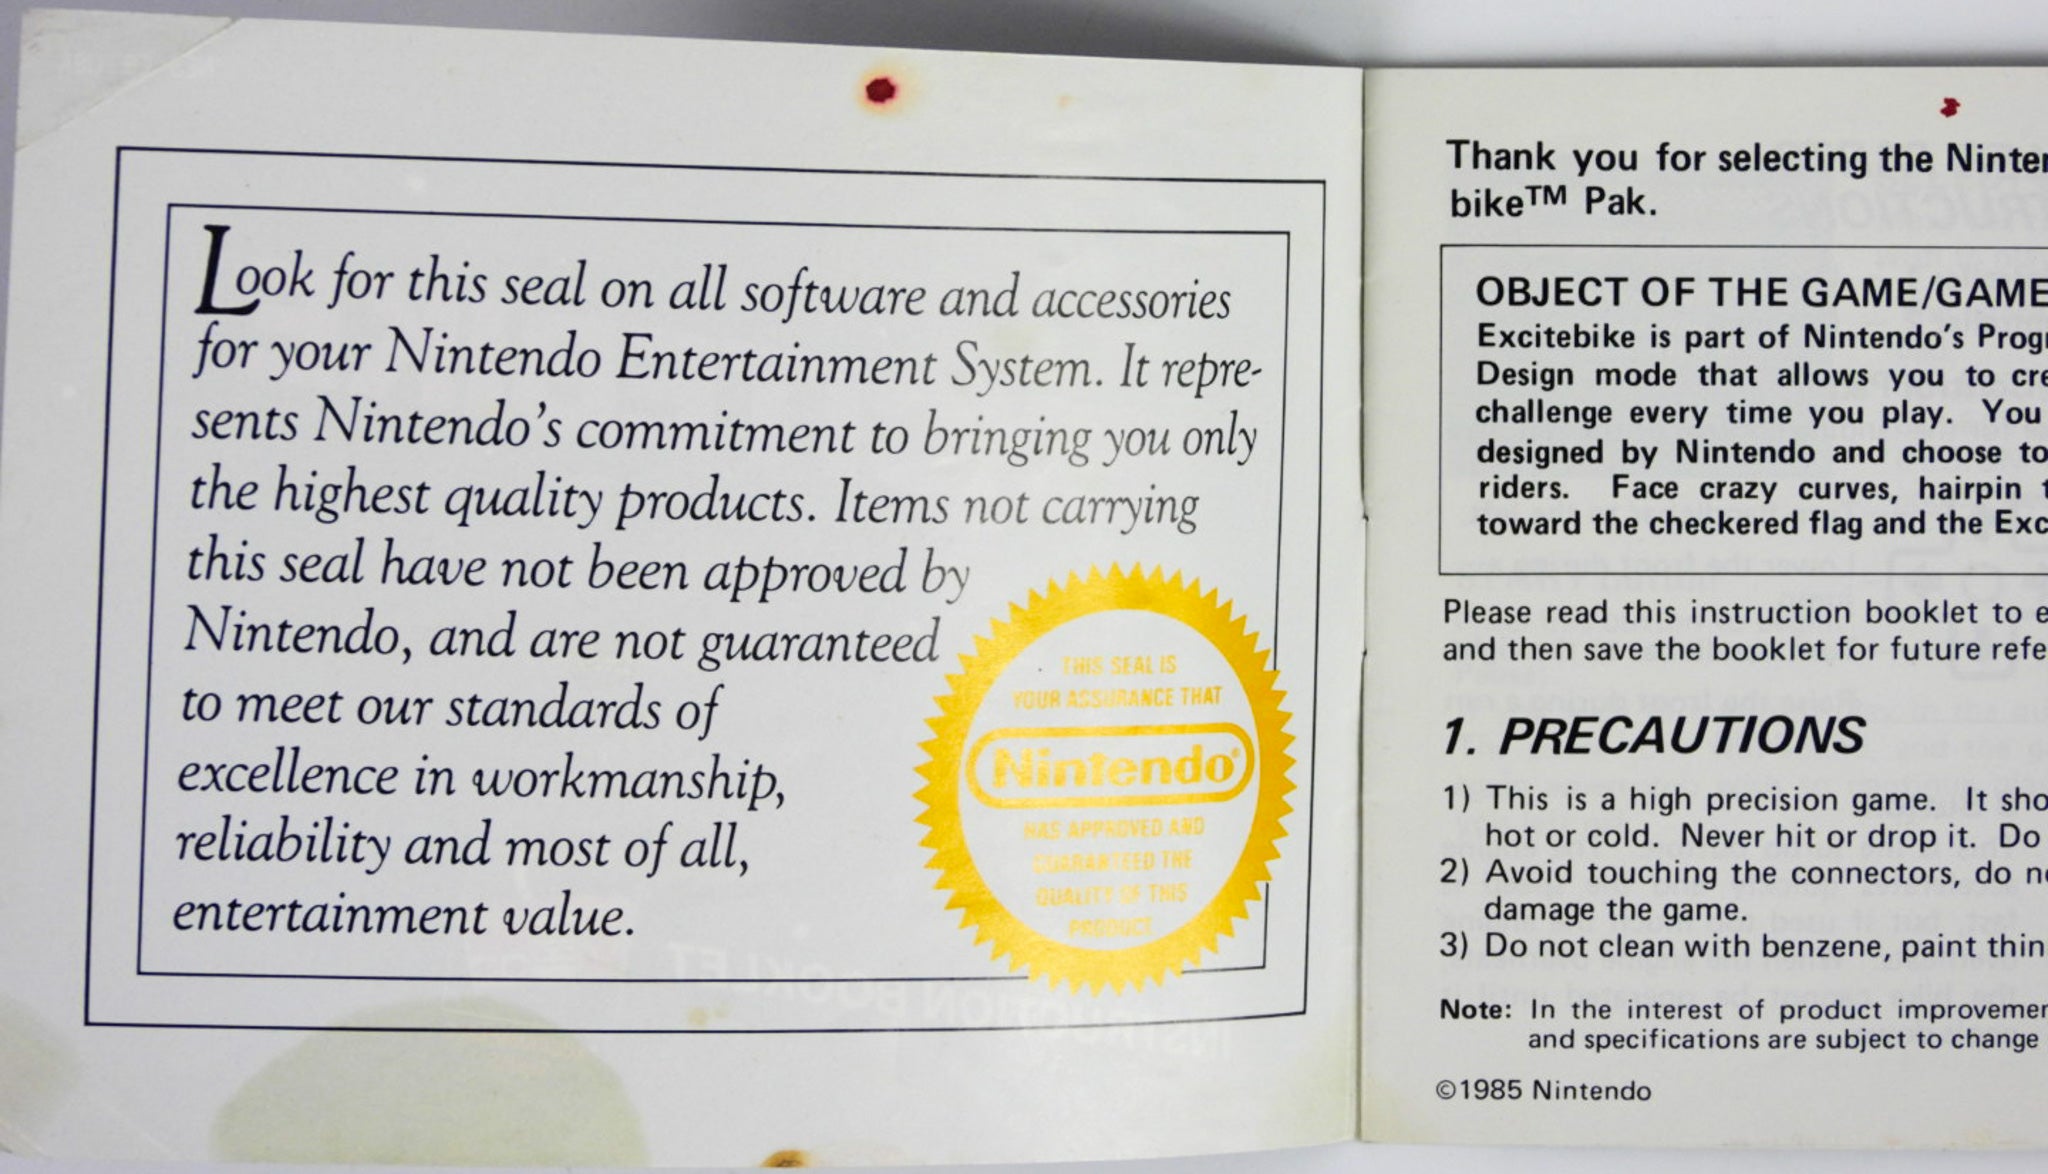 Look for this seal on all software and accessories
for your Nintendo Entertainment System. It repre-
sents Nintendo's commitment to bringing you only
the highest quality products. Items not carrying
this seal have not been approved by
Nintendo, and are not guaranteed
to meet our standards of
excellence in workmanship,
reliability and most of all,
entertainment value.
THIS SEAL IS
YOUR ASSURANCE THAT
Nintendo®
HAS APPROVED AND
GUARANTEED THE
QUALITY OF THIS
PRODUCT
Thank you for selecting the
bike™ Pak.
OBJECT OF THE GAME/GAME
Excitebike is part of Nintendo's
Design mode that allows you to
challenge every time you play. You
designed by Nintendo and choose to
riders. Face crazy curves, hairpin
toward the checkered flag and the
Please read this instruction booklet to
and then save the booklet for future
1. PRECAUTIONS
1) This is a high precision game. It
hot or cold. Never hit or drop it. Do
2) Avoid touching the connectors, do
damage the game.
3) Do not clean with benzene, paint
Note: In the interest of product
and specifications are subject to change
©1985 Nintendo